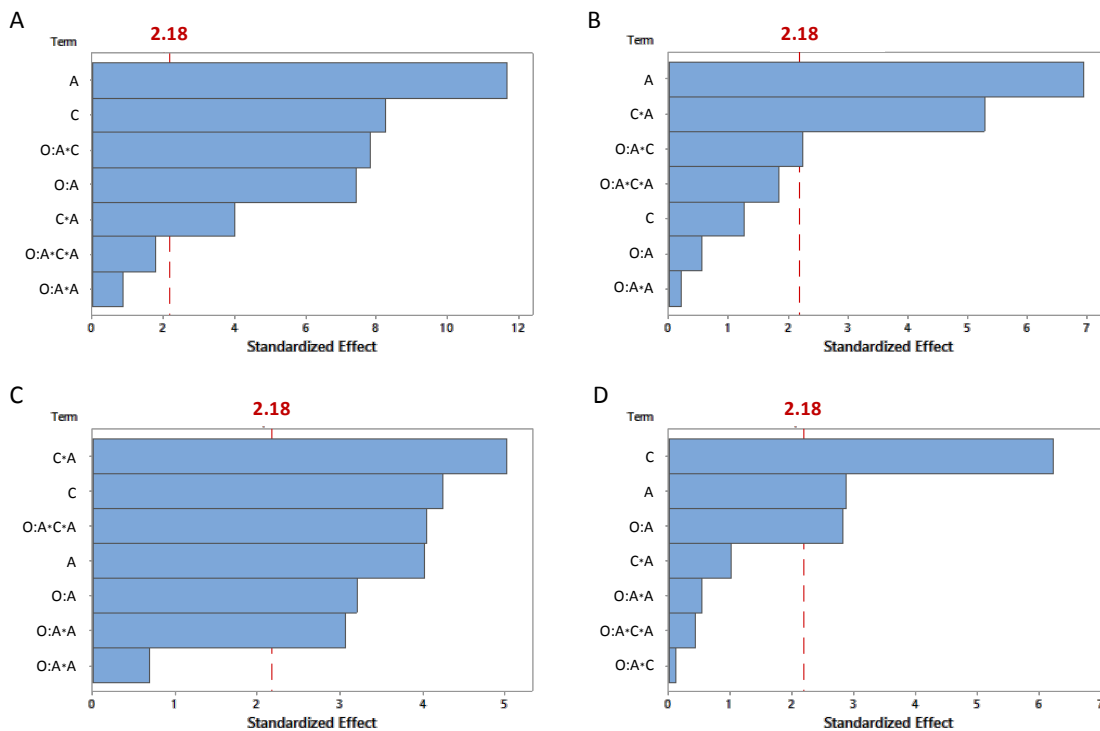 A
2.18
Term
A
C
O:A*C
O:A
C*A
O:A*C*A
O:A*A
0 2 4 6 8 10 12
Standardized Effect
B
2.18
Term
A
C*A
O:A*C
O:A*C*A
C
O:A
O:A*A
0 1 2 3 4 5 6 7
Standardized Effect
C
2.18
Term
C*A
C
O:A*C*A
A
O:A
O:A*A
O:A*A
0 1 2 3 4 5
Standardized Effect
D
2.18
Term
C
A
O:A
C*A
O:A*A
O:A*C*A
O:A*C
0 1 2 3 4 5 6 7
Standardized Effect